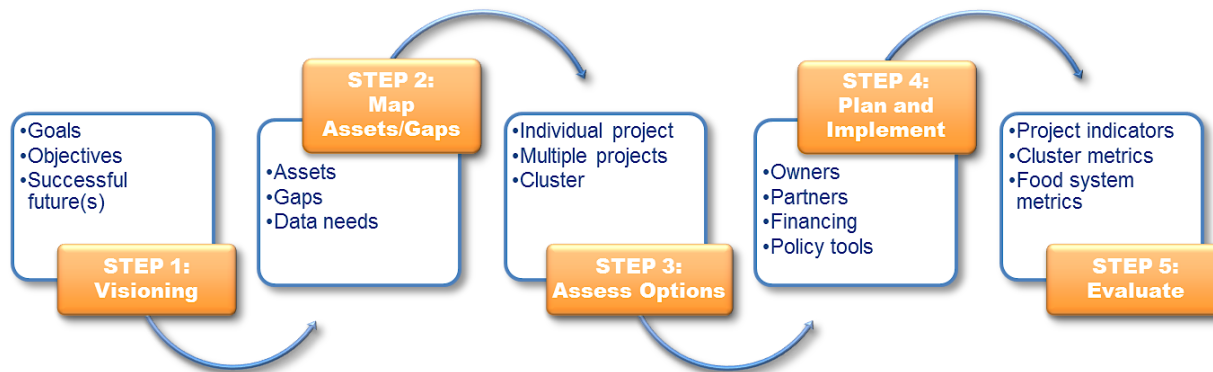 •Goals
•Objectives
•Successful
future(s)
STEP 1:
Visioning
STEP 2:
Map
Assets/Gaps
•Assets
•Gaps
•Data needs
•Individual project
•Multiple projects
•Cluster
STEP 3:
Assess Options
STEP 4:
Plan and
Implement
•Owners
•Partners
•Financing
•Policy tools
•Project indicators
•Cluster metrics
•Food system
metrics
STEP 5:
Evaluate